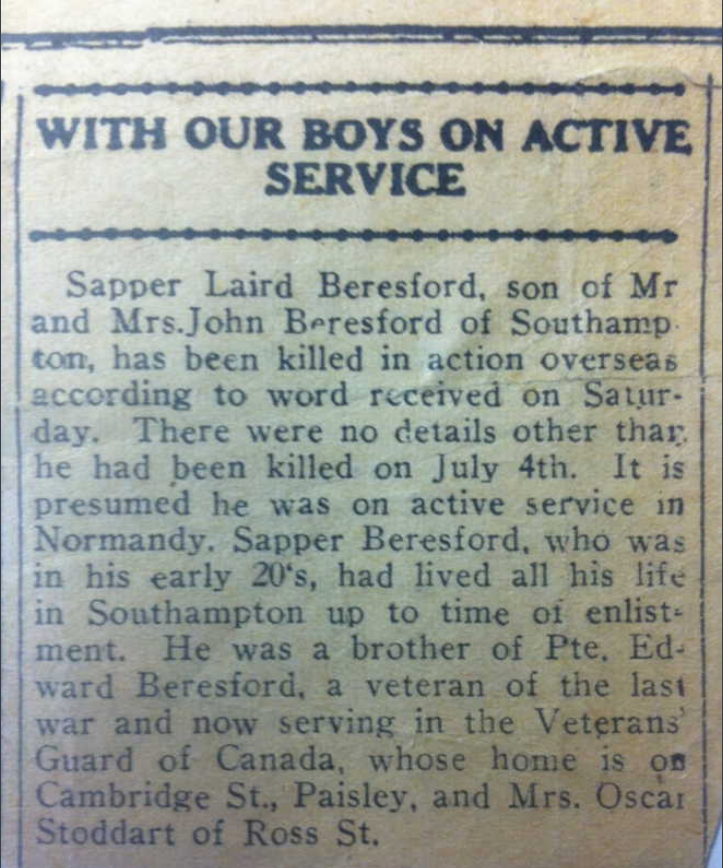 WITH OUR BOYS ON ACTIVE
SERVICE
Sapper Laird Beresford, son of Mr
and Mrs.John Beresford of Southamp-
ton, has been killed in action overseas
according to word received on Satur-
day. There were no details other than
he had been killed on July 4th. It is
presumed he was on active service in
Normandy. Sapper Beresford, who was
in his early 20's, had lived all his life
in Southampton up to time of enlist-
ment. He was a brother of Pte. Ed-
ward Beresford, a veteran of the last
war and now serving in the Veterans'
Guard of Canada, whose home is on
Cambridge St., Paisley, and Mrs. Oscar
Stoddart of Ross St.